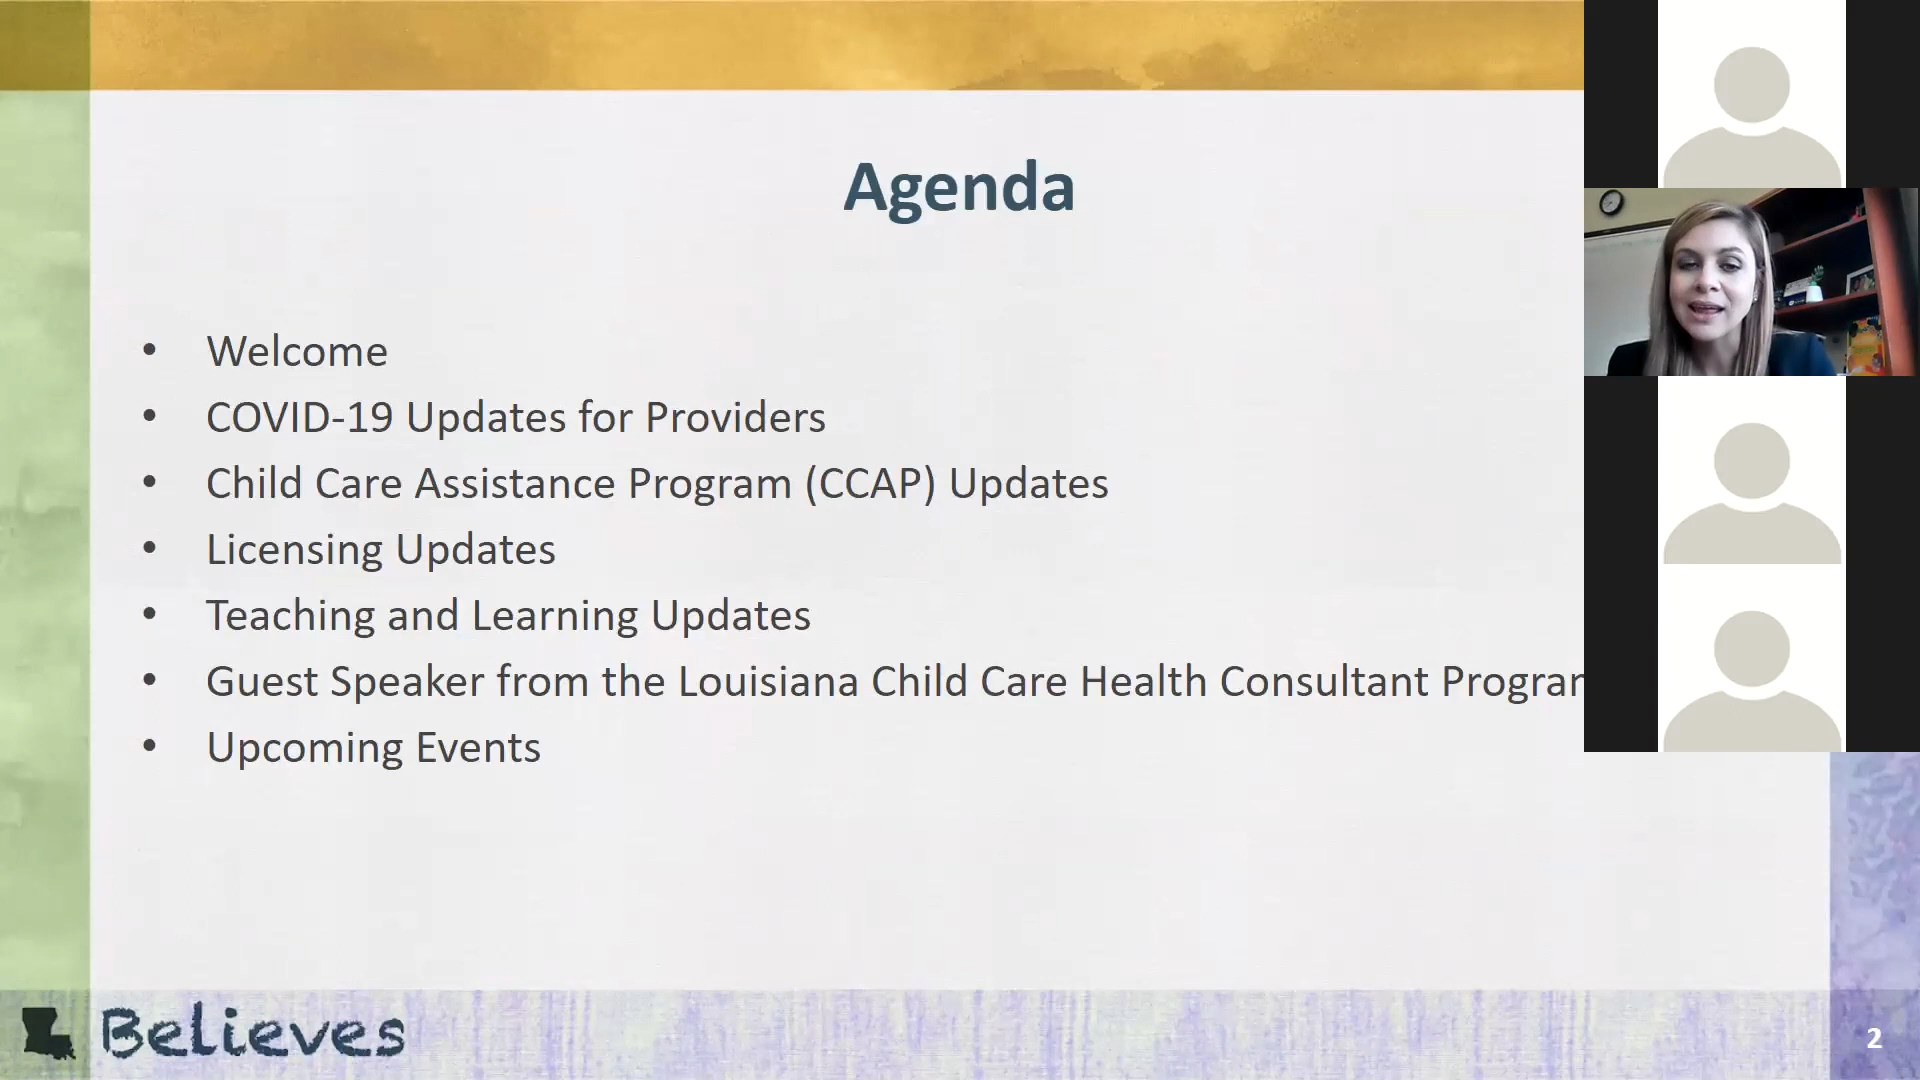 Agenda
• Welcome
• COVID-19 Updates for Providers
• Child Care Assistance Program (CCAP) Updates
• Licensing Updates
• Teaching and Learning Updates
• Guest Speaker from the Louisiana Child Care Health Consultant
• Upcoming Events
Believes
2